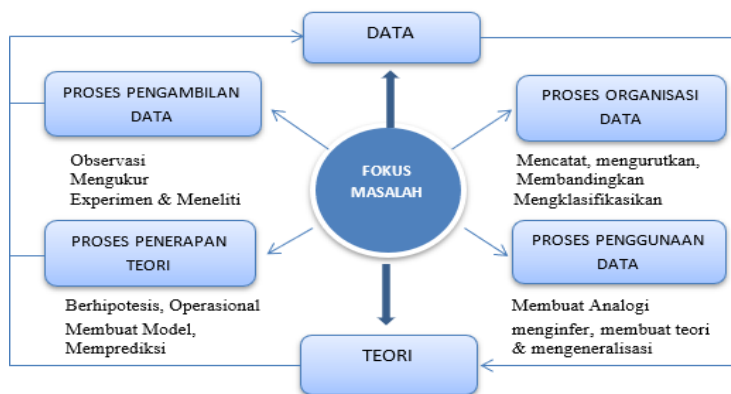 DATA
PROSES PENGAMBILAN
DATA
Observasi
Mengukur
Experimen & Meneliti
FOKUS
MASALAH
PROSES ORGANISASI
DATA
Mencatat, mengurutkan,
Membandingkan
Mengklasifikasikan
PROSES PENERAPAN
TEORI
Berhipotesis, Operasional
Membuat Model,
Memprediksi
PROSES PENGGUNAAN
DATA
Membuat Analogi
menginfer, membuat teori
& mengeneralisasi
TEORI